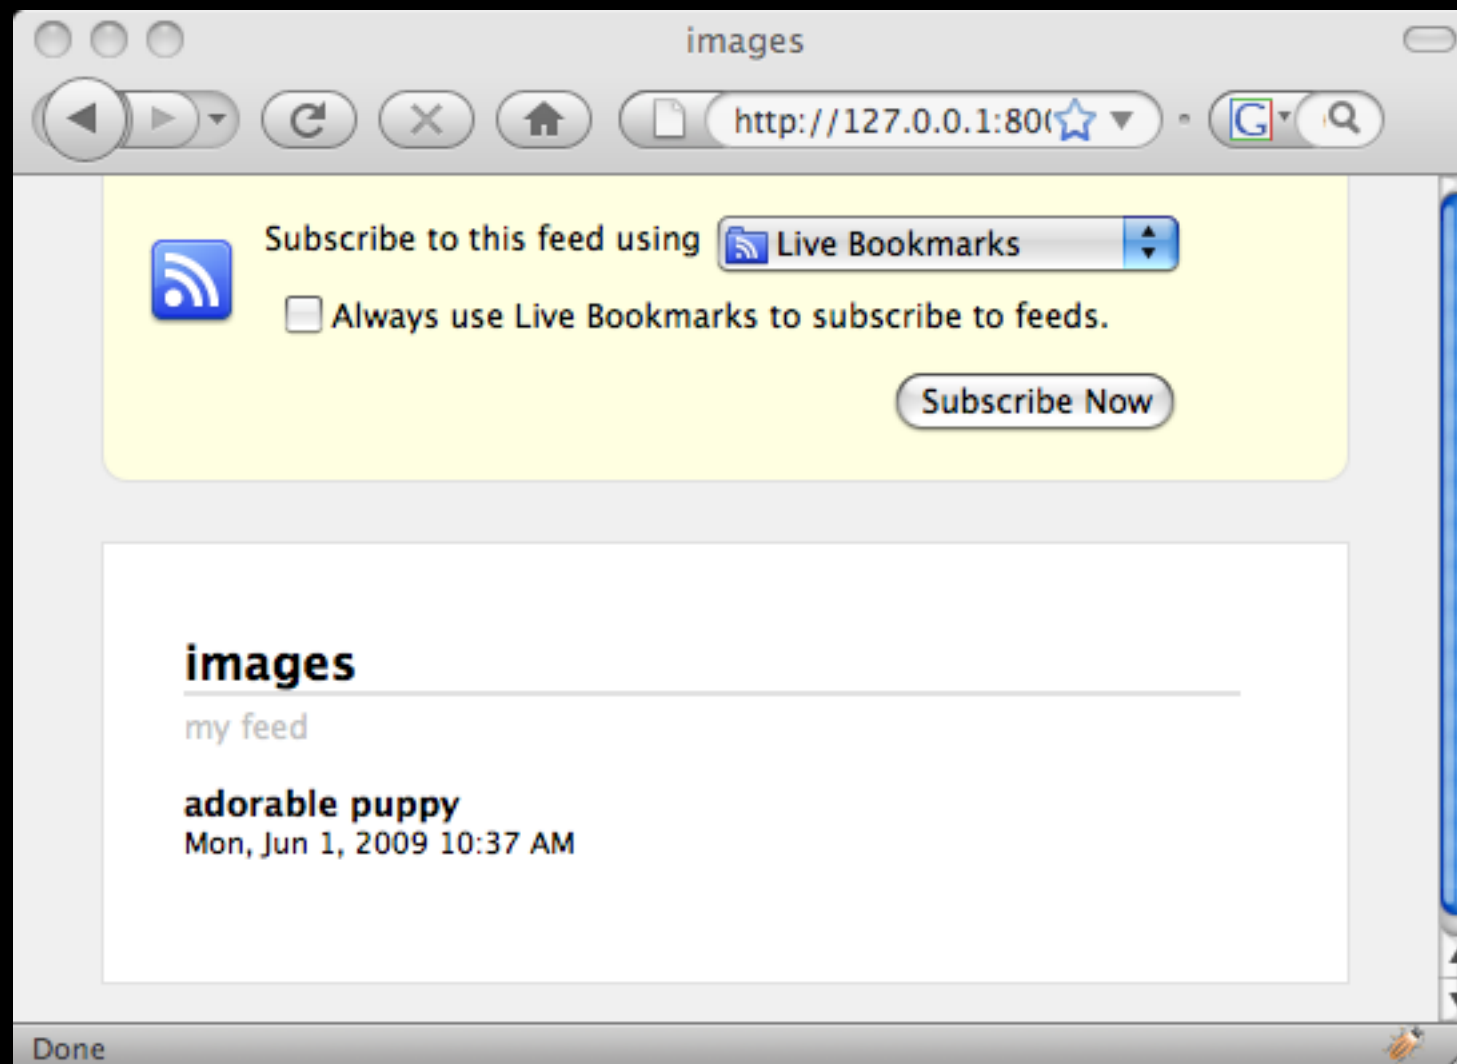 images
http://127.0.0.1:80
Subscribe to this feed using Live Bookmarks
Always use Live Bookmarks to subscribe to feeds.
Subscribe Now
images
my feed
adorable puppy
Mon, Jun 1, 2009 10:37 AM
Done